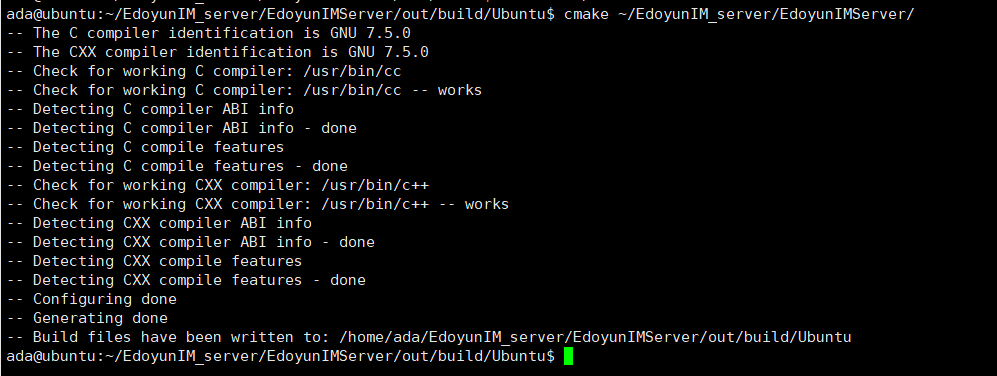 ada@ubuntu:~/EdoyunIM_server/EdoyunIMServer/out/build/Ubuntu$ cmake ~/EdoyunIM_server/EdoyunIMServer/
-- The C compiler identification is GNU 7.5.0
-- The CXX compiler identification is GNU 7.5.0
-- Check for working C compiler: /usr/bin/cc
-- Check for working C compiler: /usr/bin/cc -- works
-- Detecting C compiler ABI info
-- Detecting C compiler ABI info - done
-- Detecting C compile features
-- Detecting C compile features - done
-- Check for working CXX compiler: /usr/bin/c++
-- Check for working CXX compiler: /usr/bin/c++ -- works
-- Detecting CXX compiler ABI info
-- Detecting CXX compiler ABI info - done
-- Detecting CXX compile features
-- Detecting CXX compile features - done
-- Configuring done
-- Generating done
-- Build files have been written to: /home/ada/EdoyunIM_server/EdoyunIMServer/out/build/Ubuntu
ada@ubuntu:~/EdoyunIM_server/EdoyunIMServer/out/build/Ubuntu$